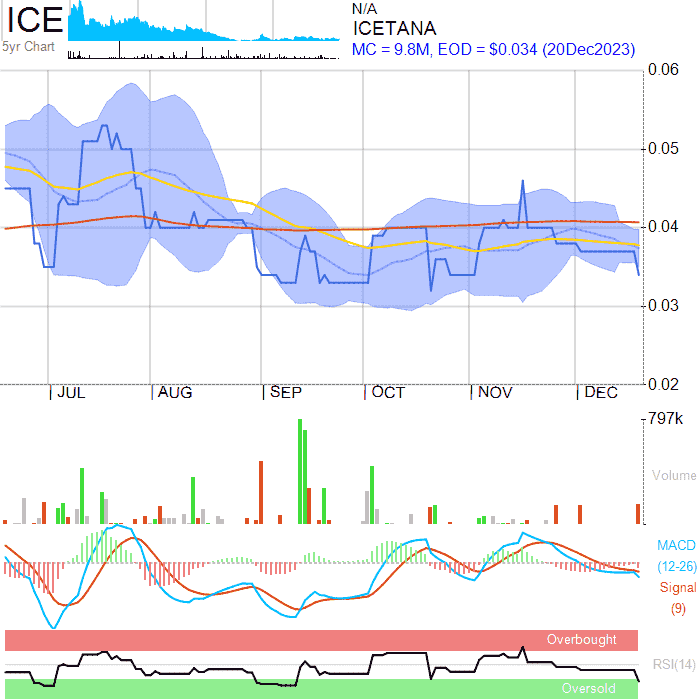 ICE
5yr Chart
N/A
ICETANA
MC = 9.8M, EOD = $0.034 (20Dec2023)
0.06
0.05
0.04
0.03
0.02
JUL AUG SEP OCT NOV DEC
797k
Volume
MACD
(12-26)
Signal
(9)
Overbought
RSI(14)
Oversold